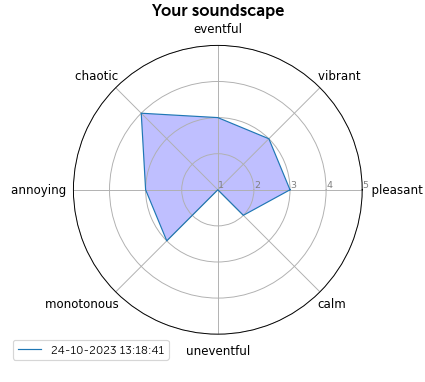 Your soundscape
eventful
chaotic
vibrant
annoying
1 2 3 4 5
pleasant
monotonous
calm
uneventful
24-10-2023 13:18:41